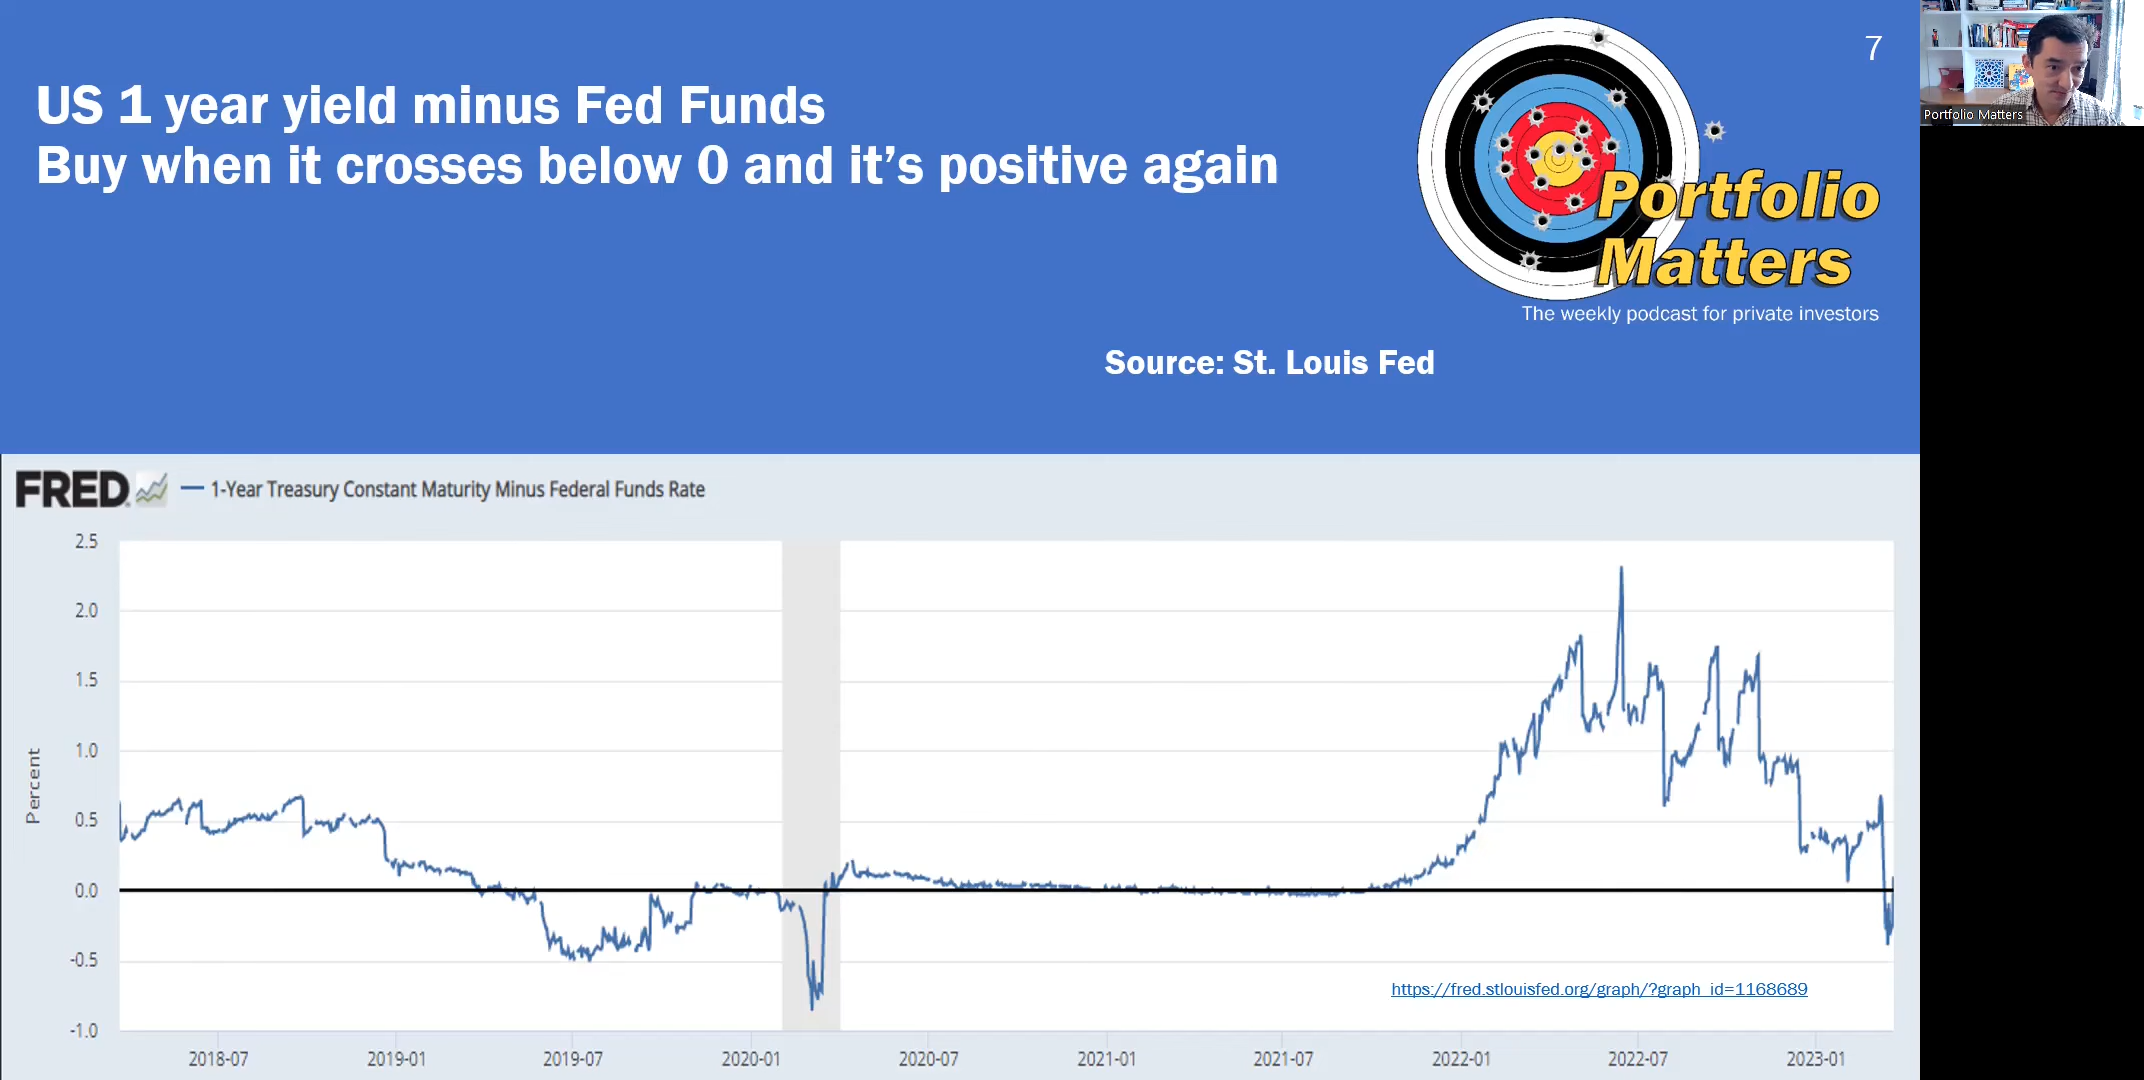 7
Portfolio Matters
US 1 year yield minus Fed Funds
Buy when it crosses below 0 and it’s positive again
Portfolio
Matters
The weekly podcast for private investors
Source: St. Louis Fed
FRED
1-Year Treasury Constant Maturity Minus Federal Funds Rate
2.5
2.0
1.5
1.0
0.5
0.0
-0.5
-1.0
Percent
https://fred.stlouisfed.org/graph/?graph_id=1168689
2018-07 2019-01 2019-07 2020-01 2020-07 2021-01 2021-07 2022-01 2022-07 2023-01